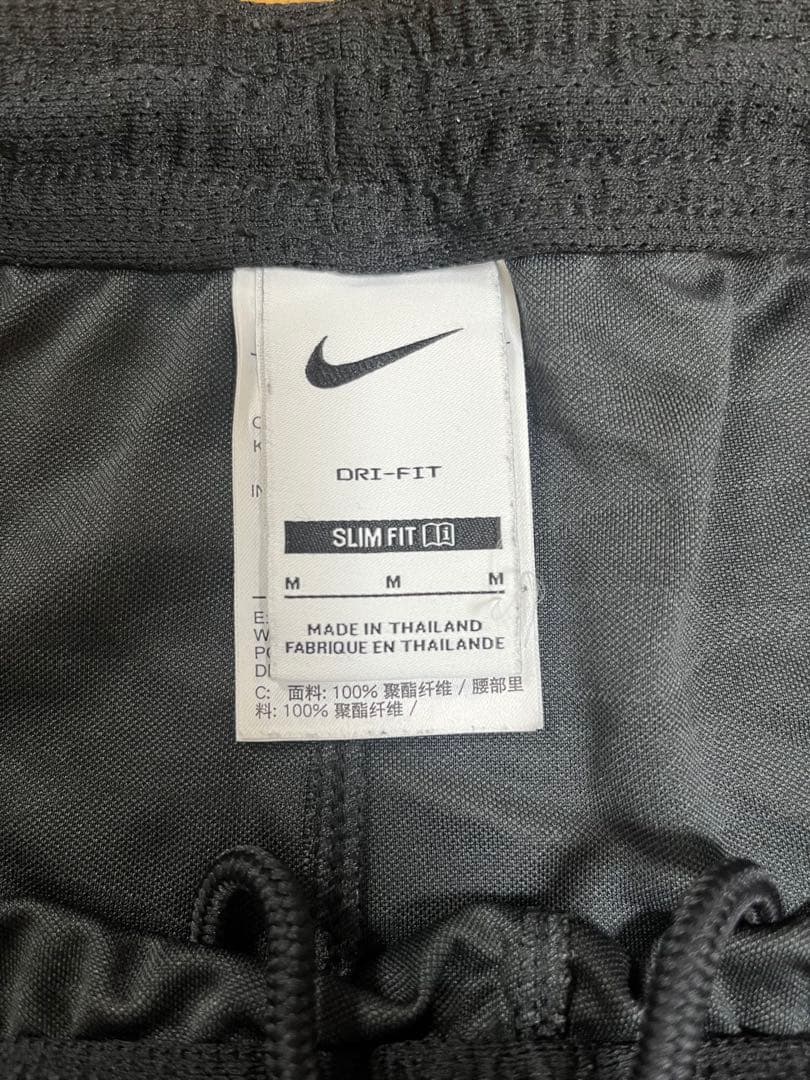 DRI-FIT
SLIM FIT
M M M
MADE IN THAILAND
FABRIQUE EN THAILANDE
C: 面料: 100% 聚酯纤维 / 腰部里
料: 100% 聚酯纤维 /